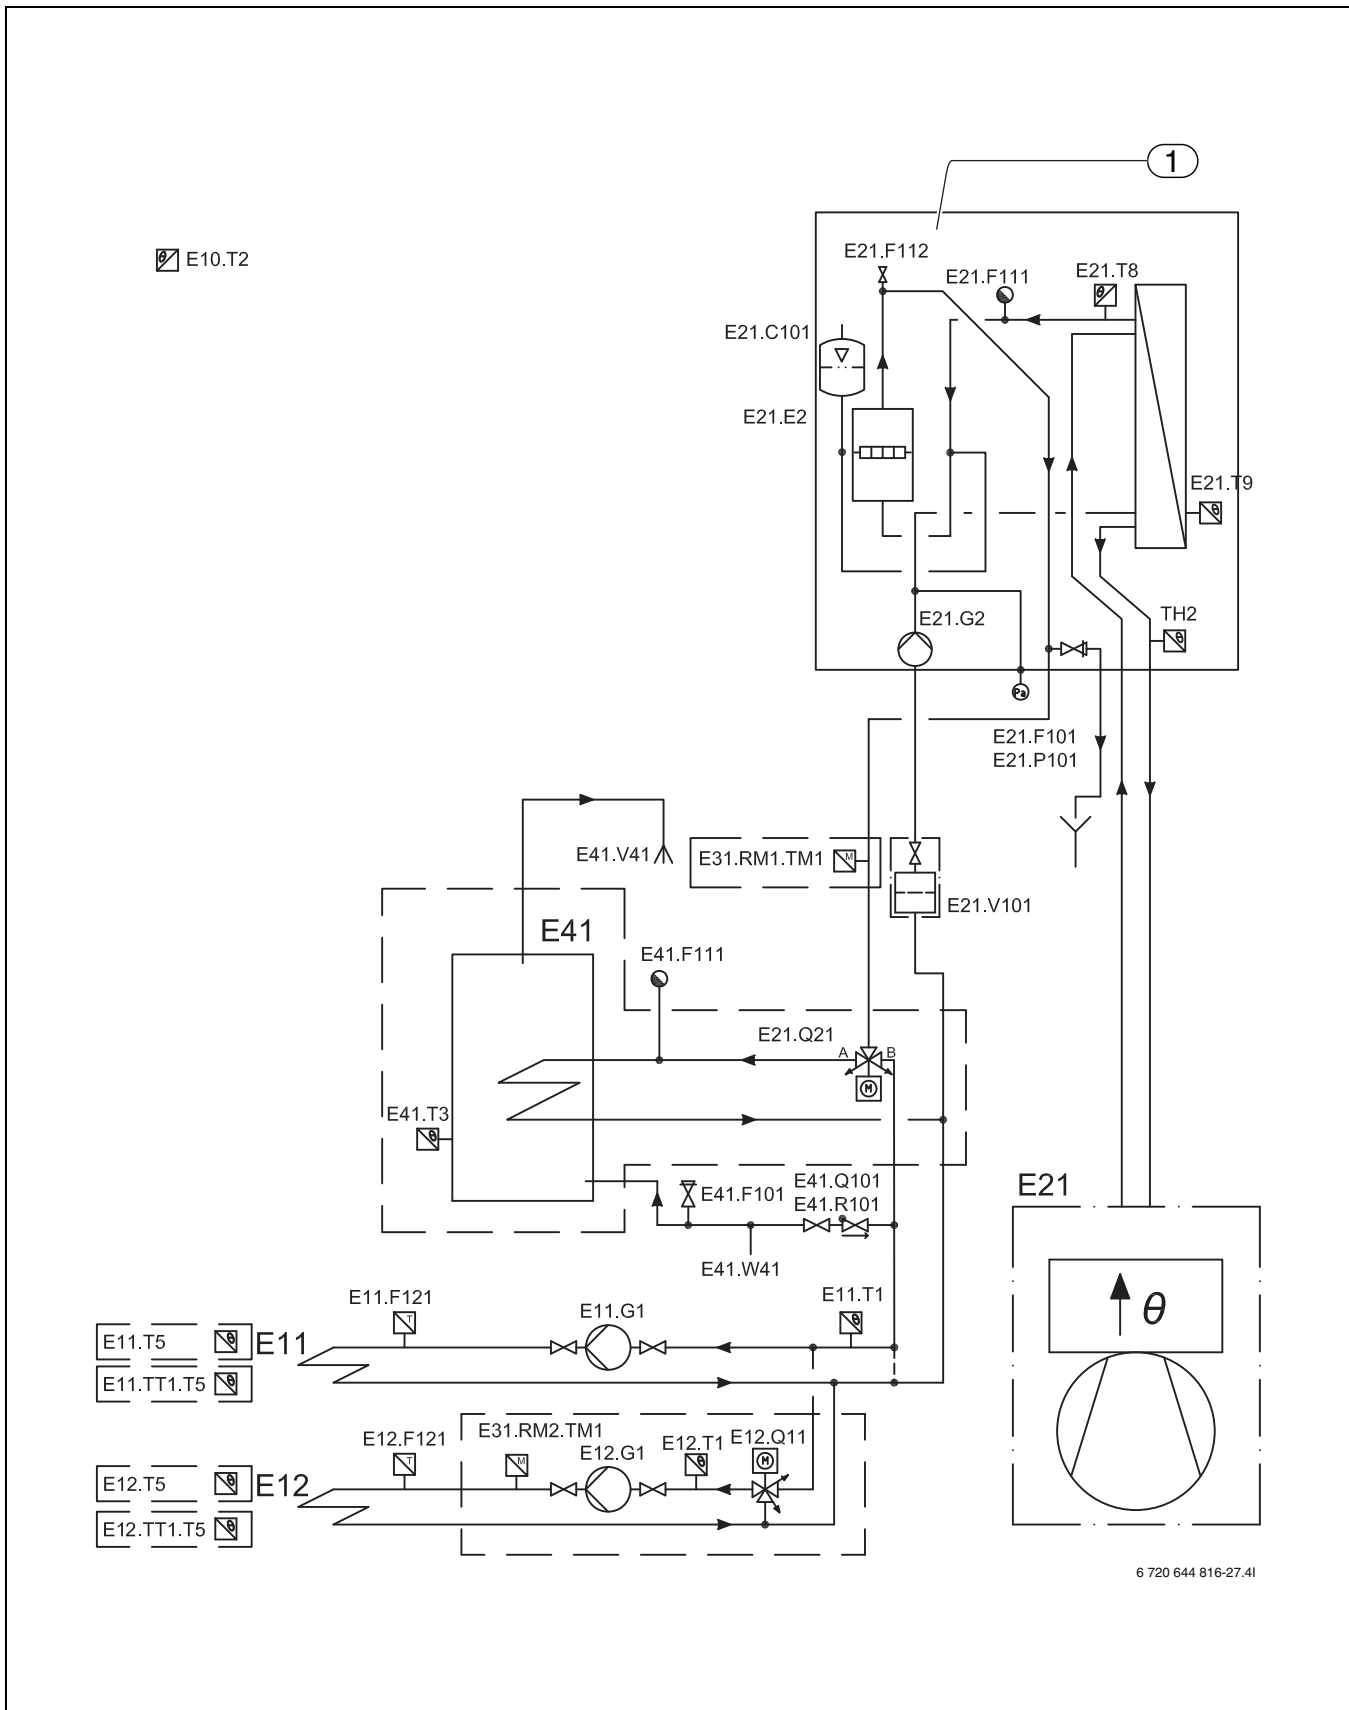 1
E10.T2
E21.F112
E21.F111
E21.T8
θ
θ
E21.C101
E21.E2
E21.T9
θ
E21.G2
TH2
θ
Pa
E21.F101
E21.P101
E41.V41
E31.RM1.TM1
M
E21.V101
E41
E41.F111
E21.Q21
A
B
M
E41.T3
θ
E41.F101
E41.Q101
E41.R101
E41.W41
E21
θ
E11.F121
T
E11.G1
E11.T1
θ
E11.T5
θ
E11
E11.TT1.T5
θ
E12.F121
T
E31.RM2.TM1
M
E12.G1
E12.T1
θ
E12.Q11
M
E12.T5
θ
E12
E12.TT1.T5
θ
6 720 644 816-27.4I